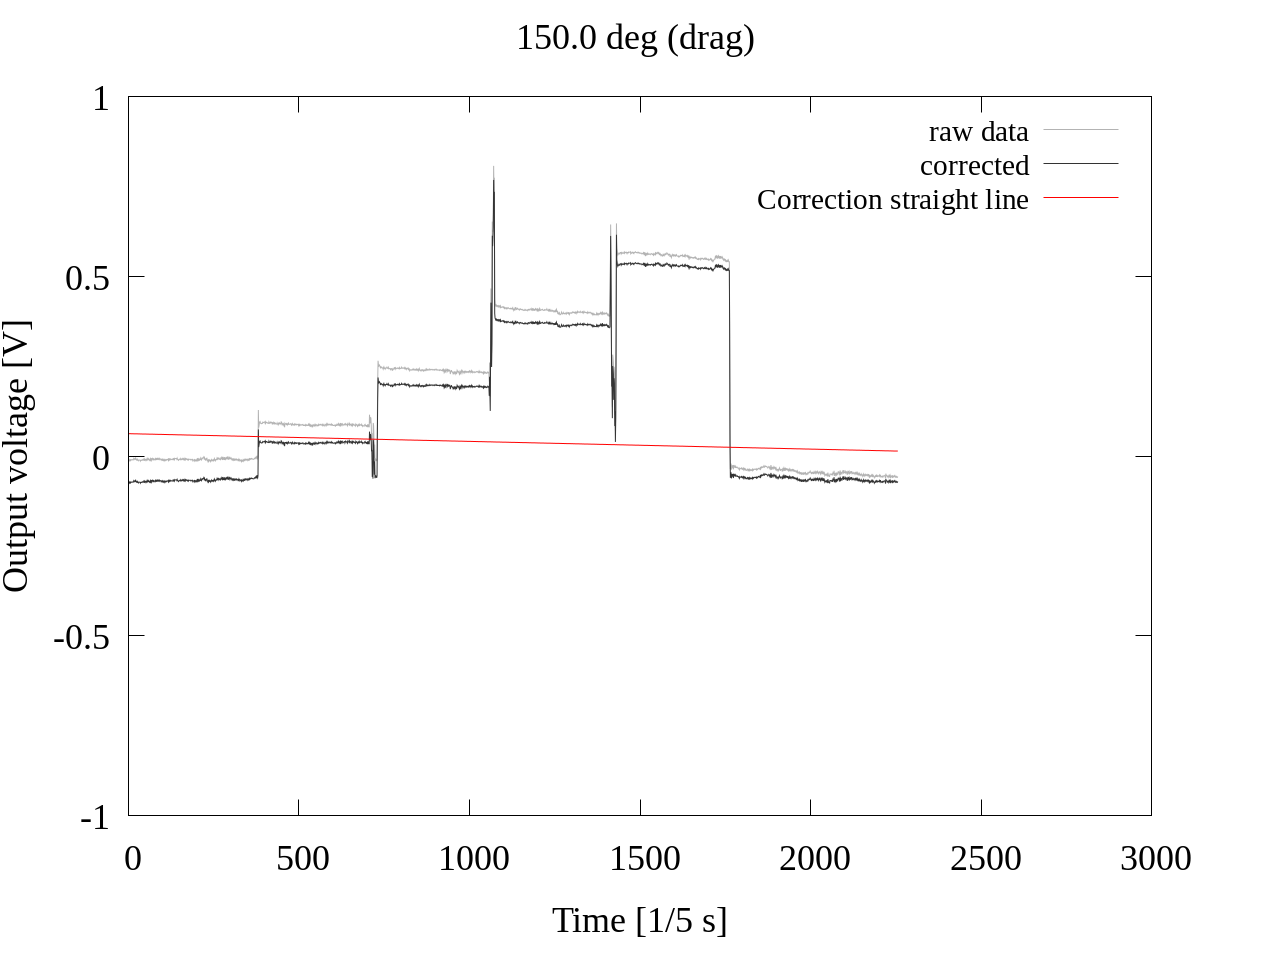 150.0 deg (drag)
raw data
corrected
Correction straight line
Output voltage [V]
1
0.5
0
-0.5
-1
0 500 1000 1500 2000 2500 3000
Time [1/5 s]